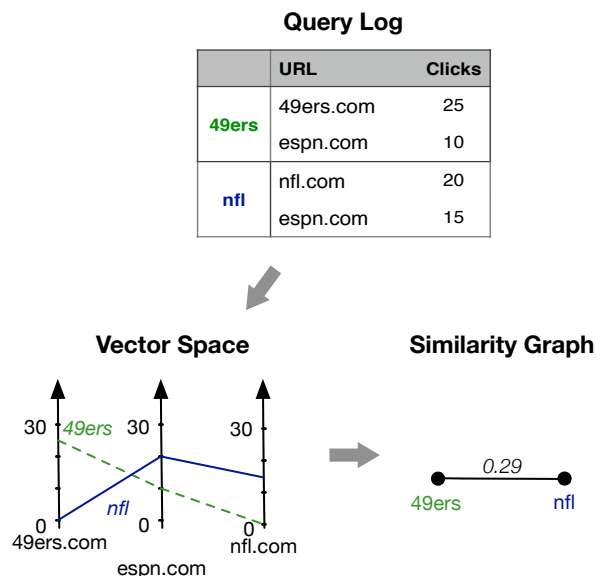 Query Log
URL Clicks
49ers
49ers.com 25
espn.com 10
nfl
nfl.com 20
espn.com 15
Vector Space
Similarity Graph
30 49ers 30 30
nfl
0 0 0
49ers.com
espn.com
nfl.com
0.29
49ers nfl